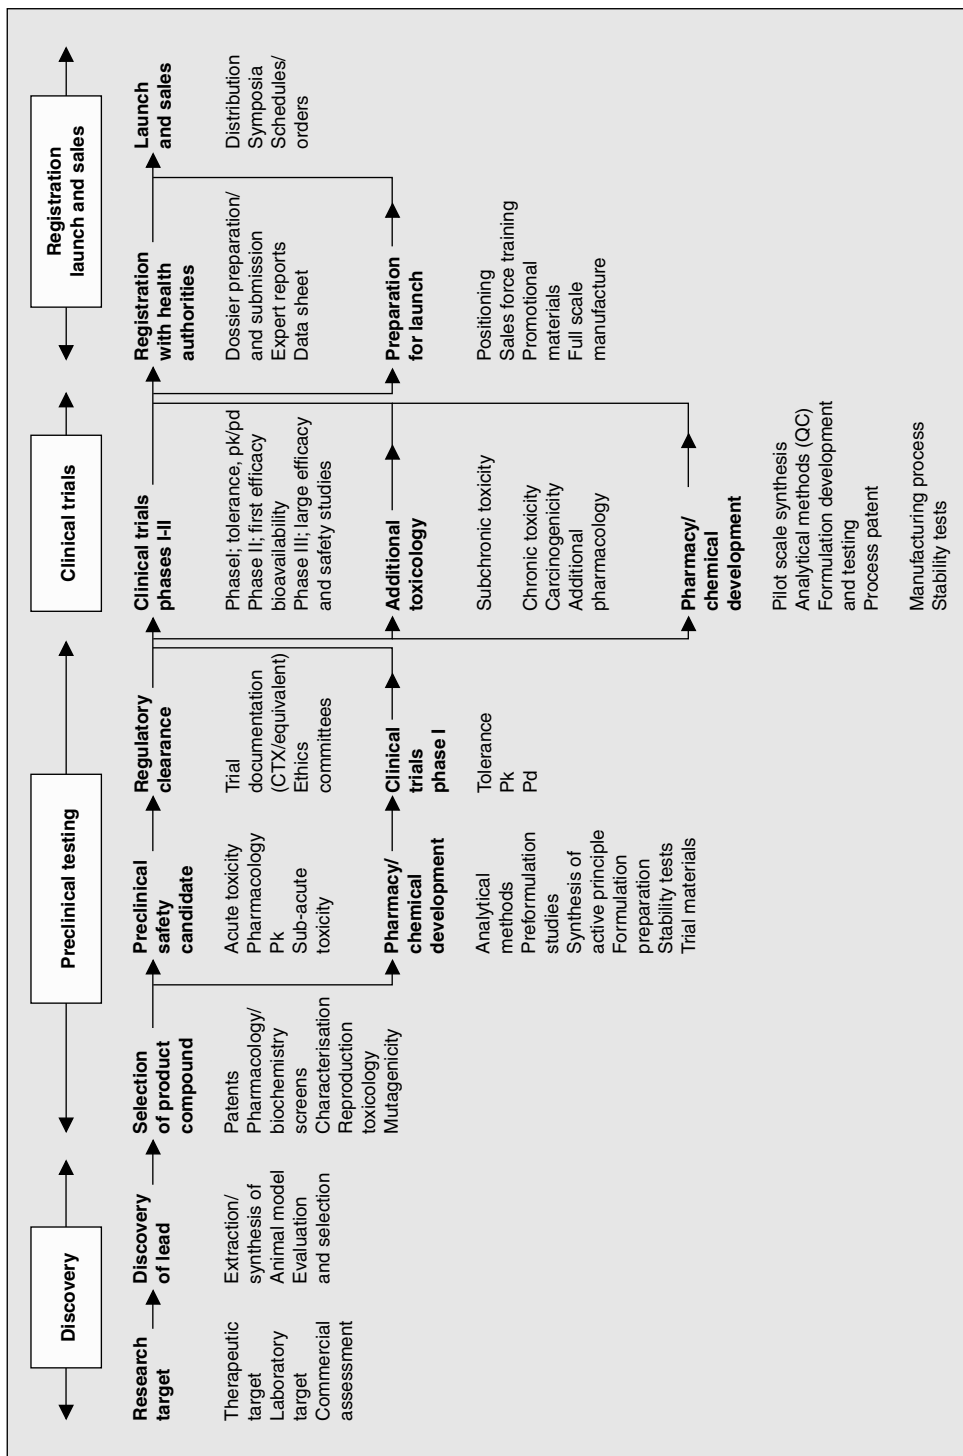 Discovery
Preclinical testing
Clinical trials
Registration
launch and sales
Research
target
Therapeutic
target
Laboratory
target
Commercial
assessment
Discovery
of lead
Extraction/
synthesis of
Animal model
Evaluation
and selection
Selection
of product
compound
Patents
Pharmacology/
biochemistry
screens
Characterisation
Reproduction
toxicology
Mutagenicity
Preclinical
safety
candidate
Acute toxicity
Pharmacology
Pk
Sub-acute
toxicity
Pharmacy/
chemical
development
Analytical
methods
Preformulation
studies
Synthesis of
active principle
Formulation
preparation
Stability tests
Trial materials
Regulatory
clearance
Trial
documentation
(CTX/equivalent)
Ethics
committees
Clinical
trials
phase I
Tolerance
Pk
Pd
Clinical trials
phases I-II
PhaseI; tolerance, pk/pd
Phase II; first efficacy
bioavailability
Phase III; large efficacy
and safety studies
Additional
toxicology
Subchronic toxicity
Chronic toxicity
Carcinogenicity
Additional
pharmacology
Pharmacy/
chemical
development
Pilot scale synthesis
Analytical methods (QC)
Formulation development
and testing
Process patent
Manufacturing process
Stability tests
Registration
with health
authorities
Dossier preparation/
and submission
Expert reports
Data sheet
Preparation
for launch
Positioning
Sales force training
Promotional
materials
Full scale
manufacture
Launch
and sales
Distribution
Symposia
Schedules/
orders